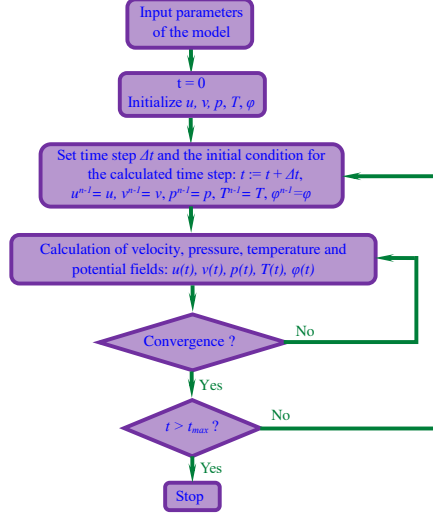 Input parameters
of the model
t = 0
Initialize u, v, p, T, φ
Set time step Δt and the initial condition for
the calculated time step: t := t + Δt,
uⁿ⁻¹= u, vⁿ⁻¹= v, pⁿ⁻¹= p, Tⁿ⁻¹= T, φⁿ⁻¹=φ
Calculation of velocity, pressure, temperature and
potential fields: u(t), v(t), p(t), T(t), φ(t)
Convergence ?
No
Yes
t > tₘₐₓ ?
No
Yes
Stop